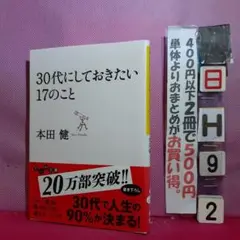 30代にしておきたい
17のこと
本田 健
20万部突破!!
30代で人生の
90%が決まる!
400円以下2冊で500円
単体よりおまとめがお買い得。
日
H
9
2